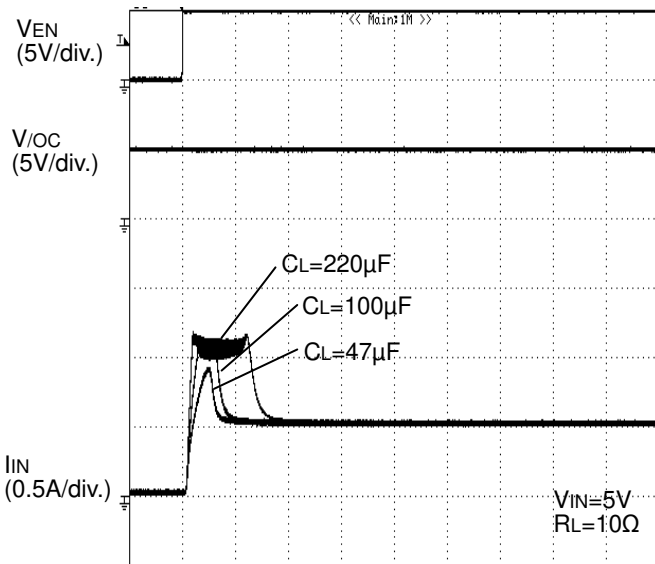 << Main:1M >>
VEN
(5V/div.)
V/OC
(5V/div.)
CL=220µF
CL=100µF
CL=47µF
IIN
(0.5A/div.)
VIN=5V
RL=10Ω